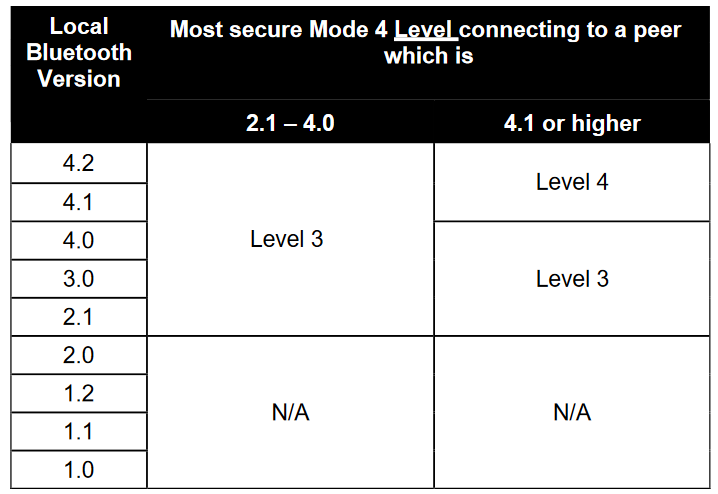 Local
Bluetooth
Version
Most secure Mode 4 Level connecting to a peer
which is
2.1 – 4.0
4.1 or higher
4.2
4.1
4.0
3.0
2.1
2.0
1.2
1.1
1.0
Level 3
N/A
Level 4
Level 3
N/A